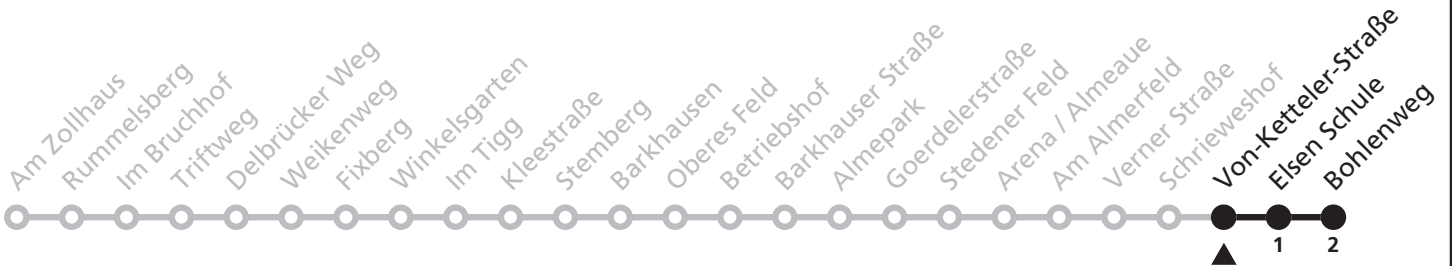 Am Zollhaus
Rummelsberg
Im Bruchhof
Triftweg
Delbrücker Weg
Weikenweg
Fixberg
Winkelsgarten
Im Tigg
Kleestraße
Stemberg
Barkhausen
Oberes Feld
Betriebshof
Barkhauser Straße
Almepark
Goerdelerstraße
Stedener Feld
Arena / Almeaue
Am Almerfeld
Verner Straße
Schrieweshof
Von-Ketteler-Straße
Elsen Schule
Bohlenweg
1 2